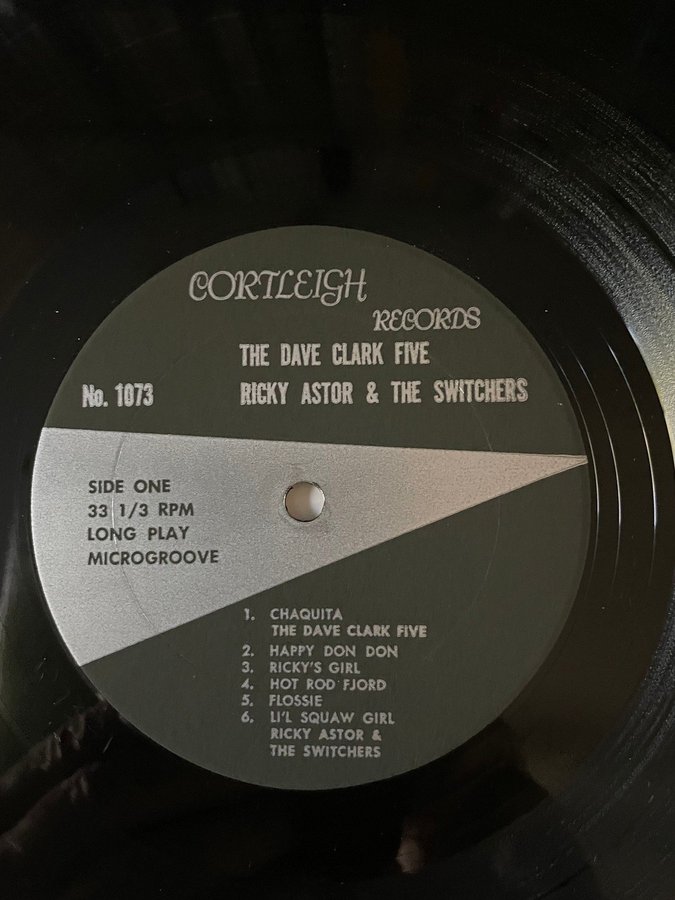 CORTLEIGH
RECORDS
THE DAVE CLARK FIVE
No. 1073
RICKY ASTOR & THE SWITCHERS
SIDE ONE
33 1/3 RPM
LONG PLAY
MICROGROOVE
1. CHAQUITA
THE DAVE CLARK FIVE
2. HAPPY DON DON
3. RICKY'S GIRL
4. HOT ROD FJORD
5. FLOSSIE
6. LI'L SQUAW GIRL
RICKY ASTOR &
THE SWITCHERS